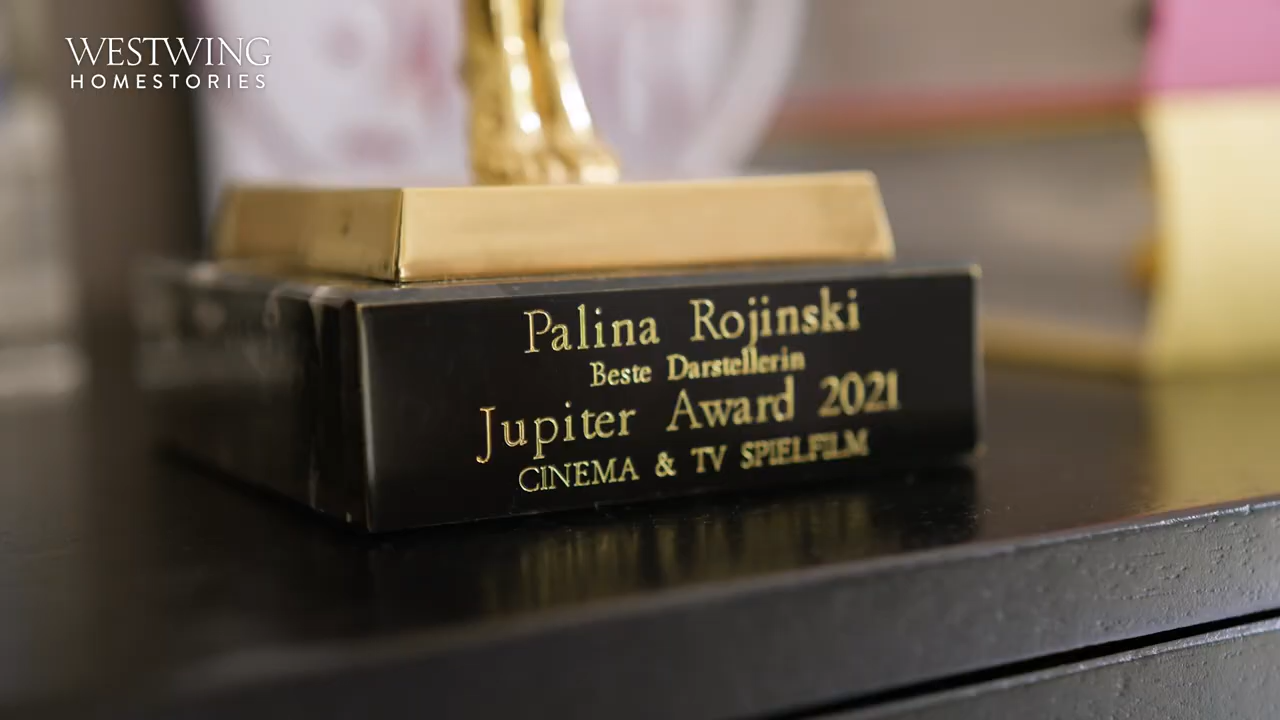 WESTWING
HOMESTORIES
Palina Rojinski
Beste Darstellerin
Jupiter Award 2021
CINEMA & TV SPIELFILM